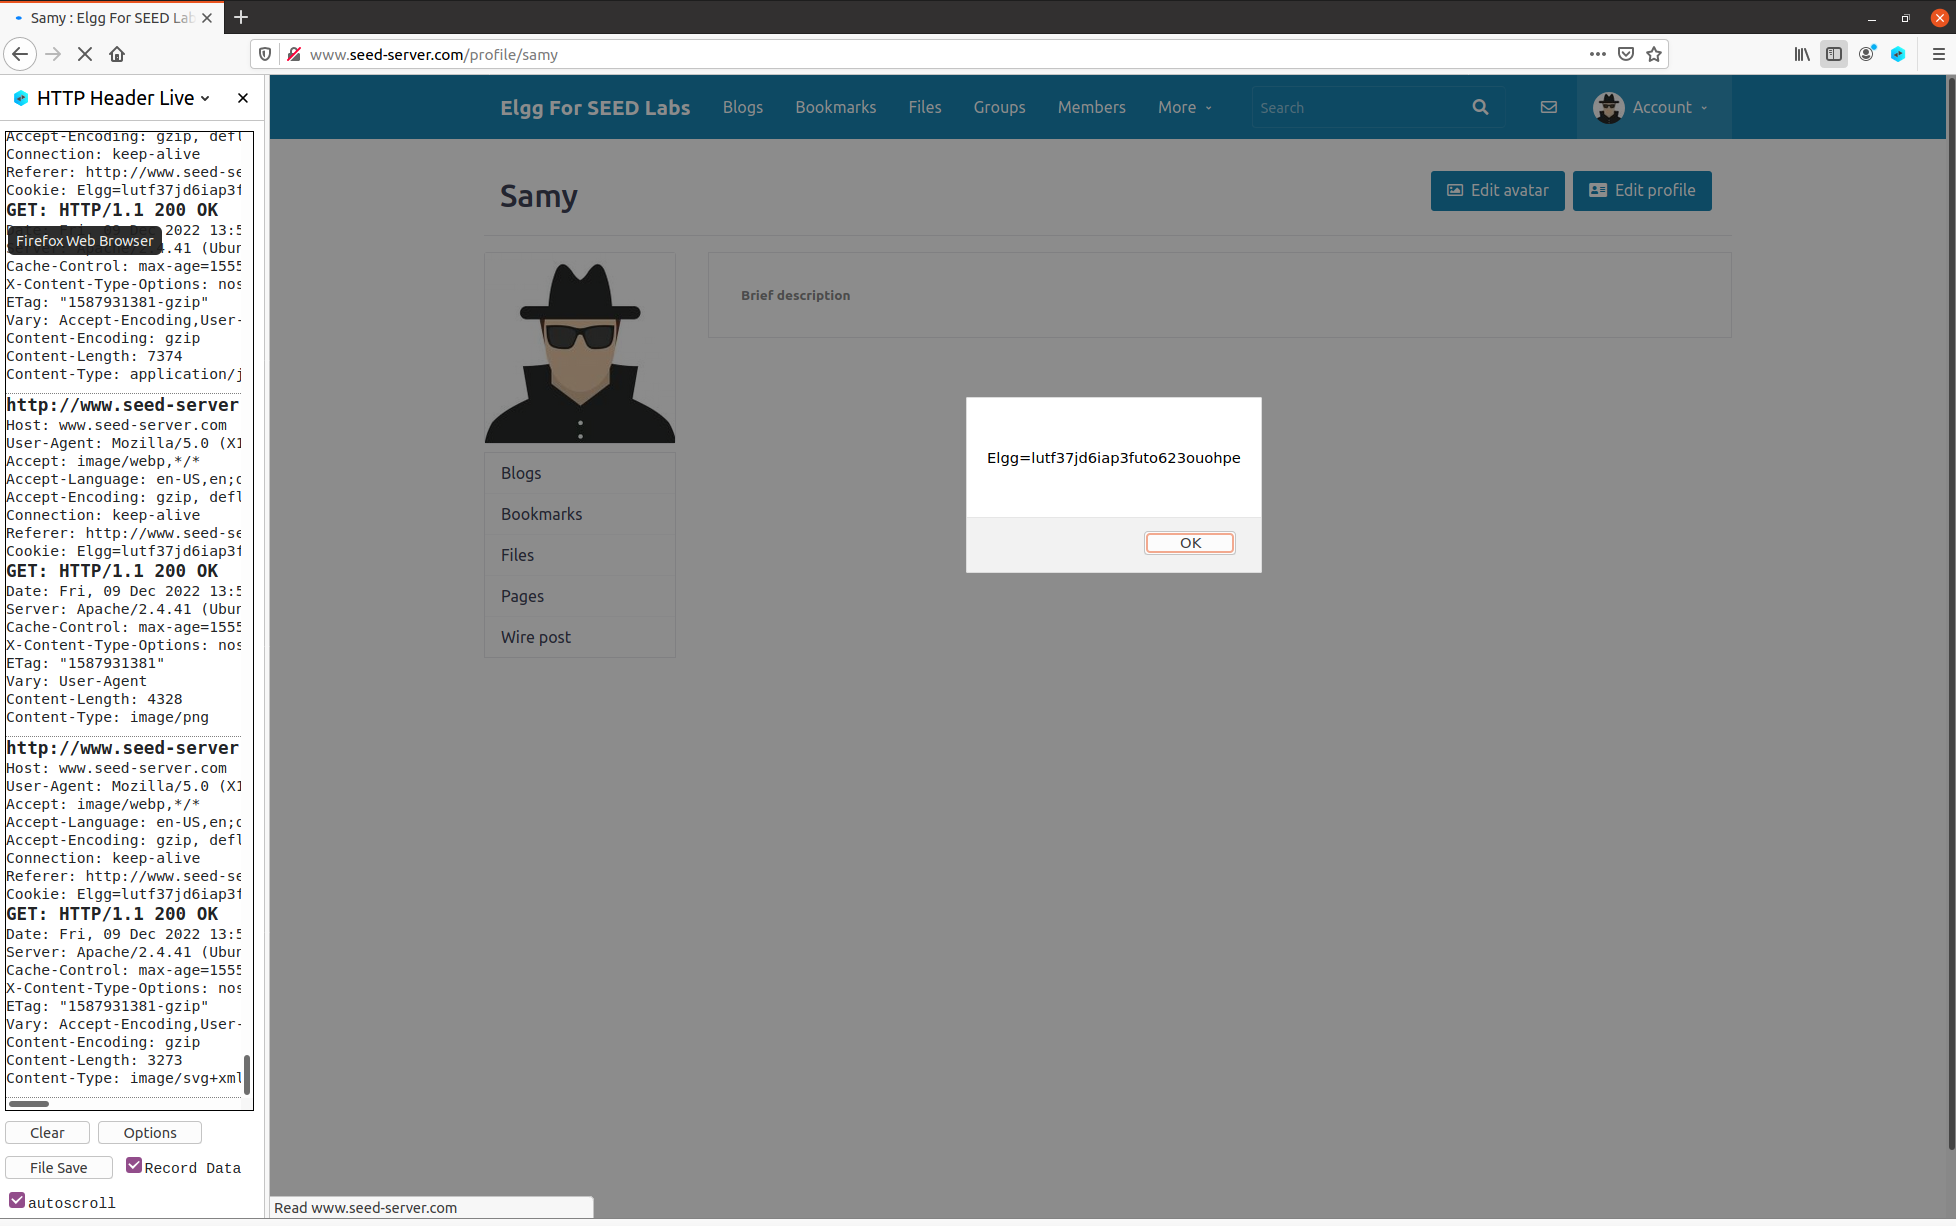 Samy : Elgg For SEED Lab
www.seed-server.com/profile/samy
HTTP Header Live
Accept-Encoding: gzip, defl
Connection: keep-alive
Referer: http://www.seed-se
Cookie: Elgg=lutf37jd6iap3f
GET: HTTP/1.1 200 OK
Date: Fri, 09 Dec 2022 13:5
Firefox Web Browser
.41 (Ubun
Cache-Control: max-age=1555
X-Content-Type-Options: nos
ETag: "1587931381-gzip"
Vary: Accept-Encoding,User-
Content-Encoding: gzip
Content-Length: 7374
Content-Type: application/j
http://www.seed-server
Host: www.seed-server.com
User-Agent: Mozilla/5.0 (X1
Accept: image/webp,*/*
Accept-Language: en-US,en;q
Accept-Encoding: gzip, defl
Connection: keep-alive
Referer: http://www.seed-se
Cookie: Elgg=lutf37jd6iap3f
GET: HTTP/1.1 200 OK
Date: Fri, 09 Dec 2022 13:5
Server: Apache/2.4.41 (Ubun
Cache-Control: max-age=1555
X-Content-Type-Options: nos
ETag: "1587931381"
Vary: User-Agent
Content-Length: 4328
Content-Type: image/png
http://www.seed-server
Host: www.seed-server.com
User-Agent: Mozilla/5.0 (X1
Accept: image/webp,*/*
Accept-Language: en-US,en;q
Accept-Encoding: gzip, defl
Connection: keep-alive
Referer: http://www.seed-se
Cookie: Elgg=lutf37jd6iap3f
GET: HTTP/1.1 200 OK
Date: Fri, 09 Dec 2022 13:5
Server: Apache/2.4.41 (Ubun
Cache-Control: max-age=1555
X-Content-Type-Options: nos
ETag: "1587931381-gzip"
Vary: Accept-Encoding,User-
Content-Encoding: gzip
Content-Length: 3273
Content-Type: image/svg+xml
Clear Options
File Save Record Data
autoscroll
Elgg For SEED Labs Blogs Bookmarks Files Groups Members More Search Account
Samy
Edit avatar Edit profile
Brief description
Blogs
Bookmarks
Files
Pages
Wire post
Elgg=lutf37jd6iap3futo623ouohpe
OK
Read www.seed-server.com